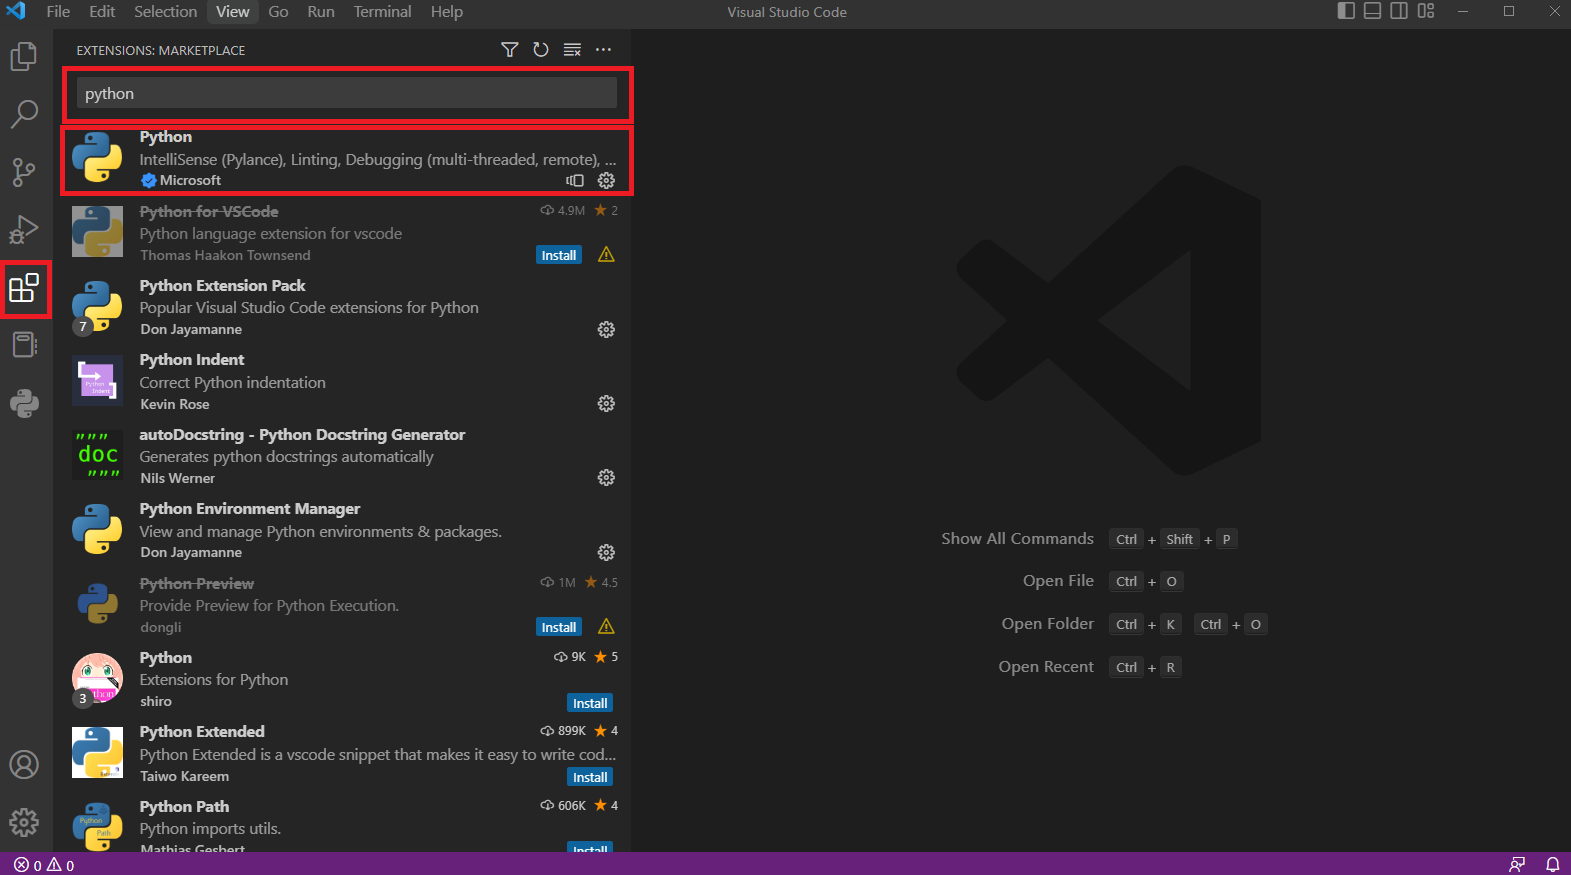 File Edit Selection View Go Run Terminal Help
Visual Studio Code
EXTENSIONS: MARKETPLACE
python
Python
IntelliSense (Pylance), Linting, Debugging (multi-threaded, remote), ...
Microsoft
Python for VSCode 4.9M 2
Python language extension for vscode
Thomas Haakon Townsend Install
Python Extension Pack
Popular Visual Studio Code extensions for Python
7
Don Jayamanne
Python Indent
Correct Python indentation
Python
Indent
Kevin Rose
autoDocstring - Python Docstring Generator
"""
doc
"""
Generates python docstrings automatically
Nils Werner
Python Environment Manager
View and manage Python environments & packages.
Don Jayamanne
Python Preview 1M 4.5
Provide Preview for Python Execution.
dongli Install
Python 9K 5
Extensions for Python
3
shiro Install
Python Extended 899K 4
Python Extended is a vscode snippet that makes it easy to write cod...
Taiwo Kareem Install
Python Path 606K 4
Python
Path
Python imports utils.
Mathias Gesbert Install
Show All Commands Ctrl + Shift + P
Open File Ctrl + O
Open Folder Ctrl + K Ctrl + O
Open Recent Ctrl + R
0 0